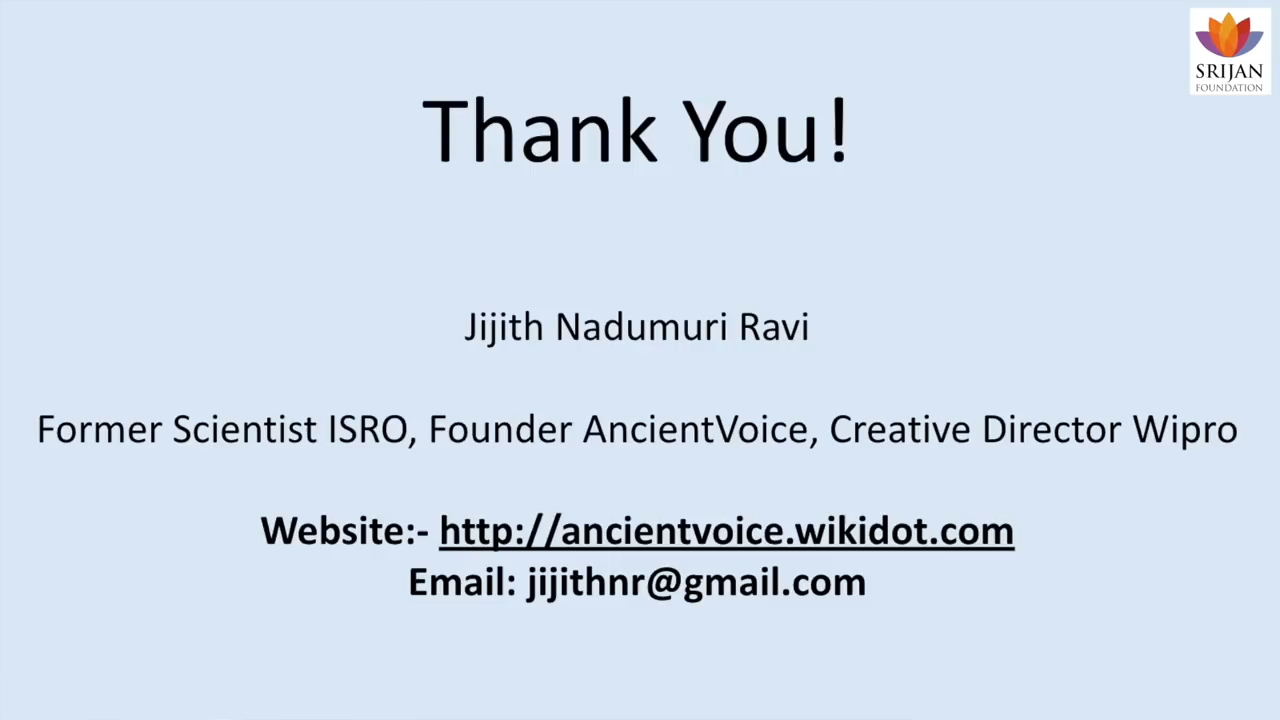 SRIJAN
FOUNDATION
Thank You!
Jijith Nadumuri Ravi
Former Scientist ISRO, Founder AncientVoice, Creative Director Wipro
Website:- http://ancientvoice.wikidot.com
Email: jijithnr@gmail.com